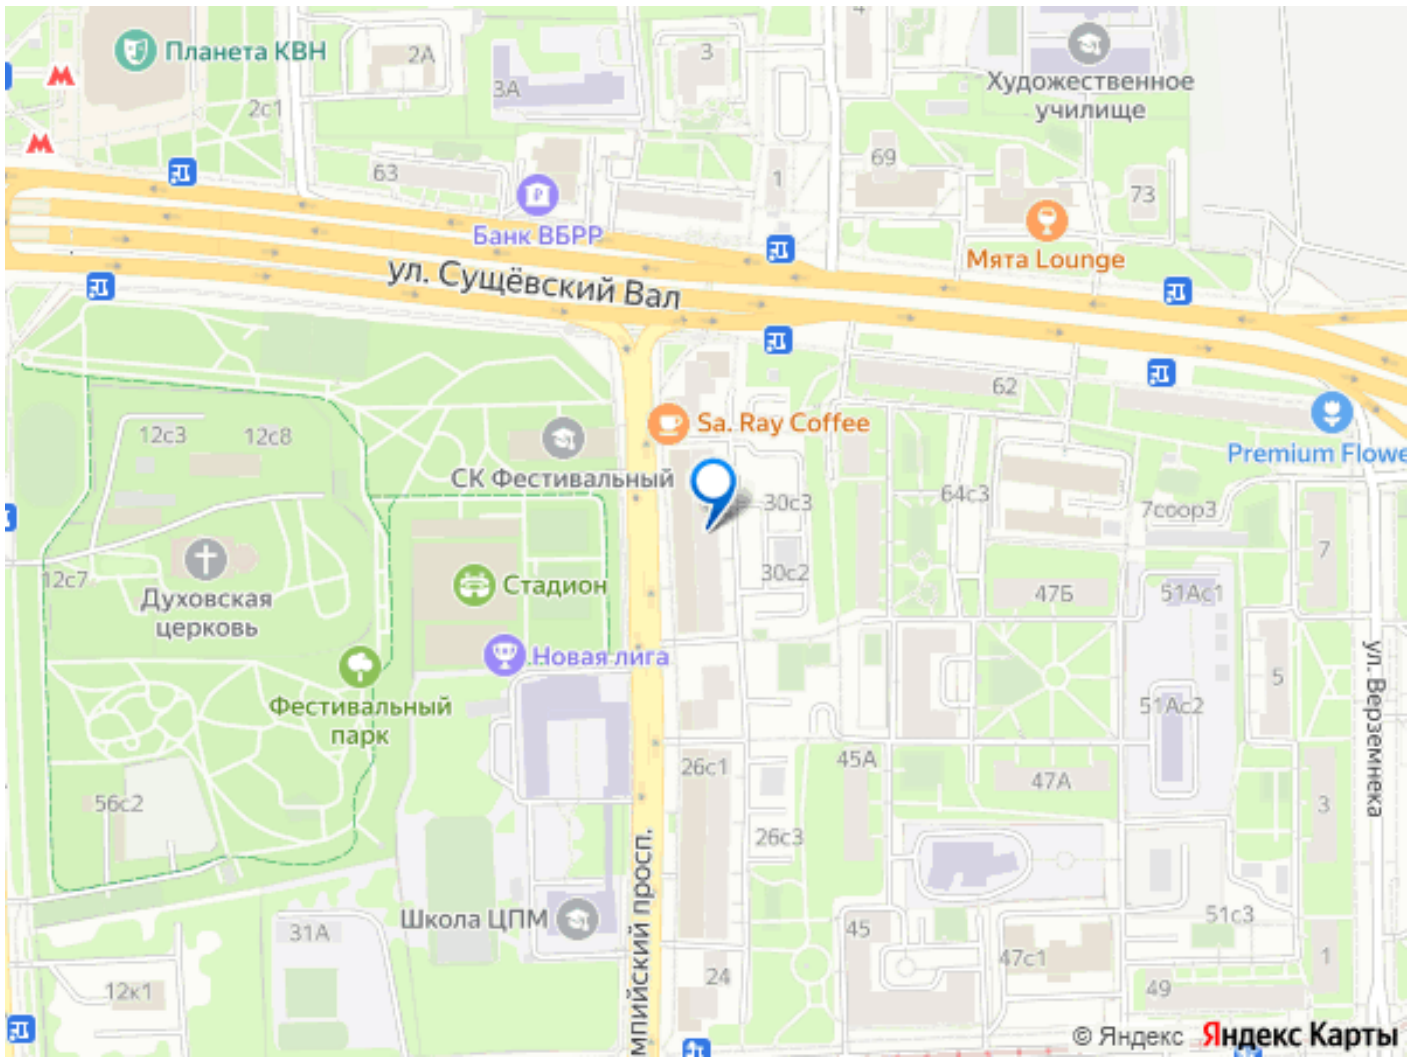 Планета КВН
2А
3
4
3А
2с1
Художественное
училище
63
69
1
73
Банк ВБРР
Мята Lounge
ул. Сущёвский Вал
62
Sa. Ray Coffee
Premium Flowe
12с3
12с8
СК Фестивальный
30с3
64с3
7соор3
7
12с7
Духовская
церковь
Стадион
30с2
47Б
51Ас1
Новая лига
ул. Верземнека
5
Фестивальный
парк
51Ас2
26с1
45А
47А
56с2
3
26с3
мпийский просп.
Школа ЦПМ
31А
45
51с3
47с1
1
12к1
24
49
© Яндекс Яндекс Карты